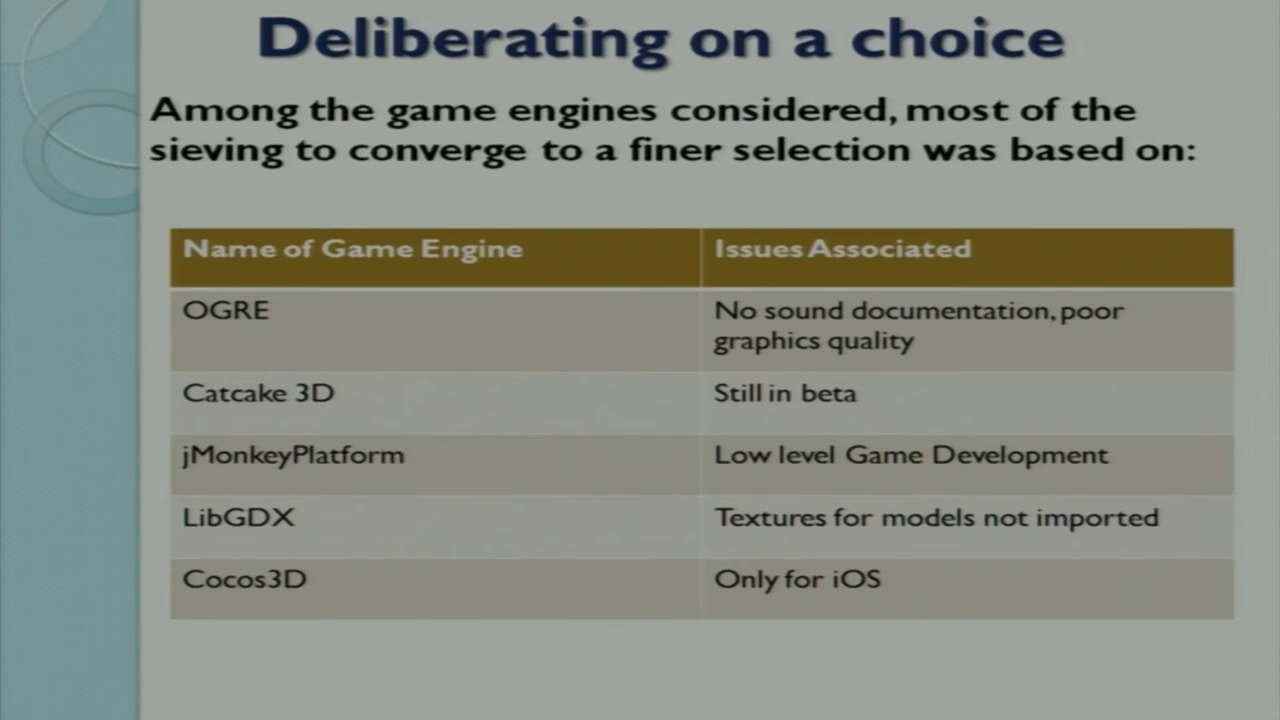 Deliberating on a choice
Among the game engines considered, most of the
sieving to converge to a finer selection was based on:
Name of Game Engine
Issues Associated
OGRE
No sound documentation, poor
graphics quality
Catcake 3D
Still in beta
jMonkeyPlatform
Low level Game Development
LibGDX
Textures for models not imported
Cocos3D
Only for iOS